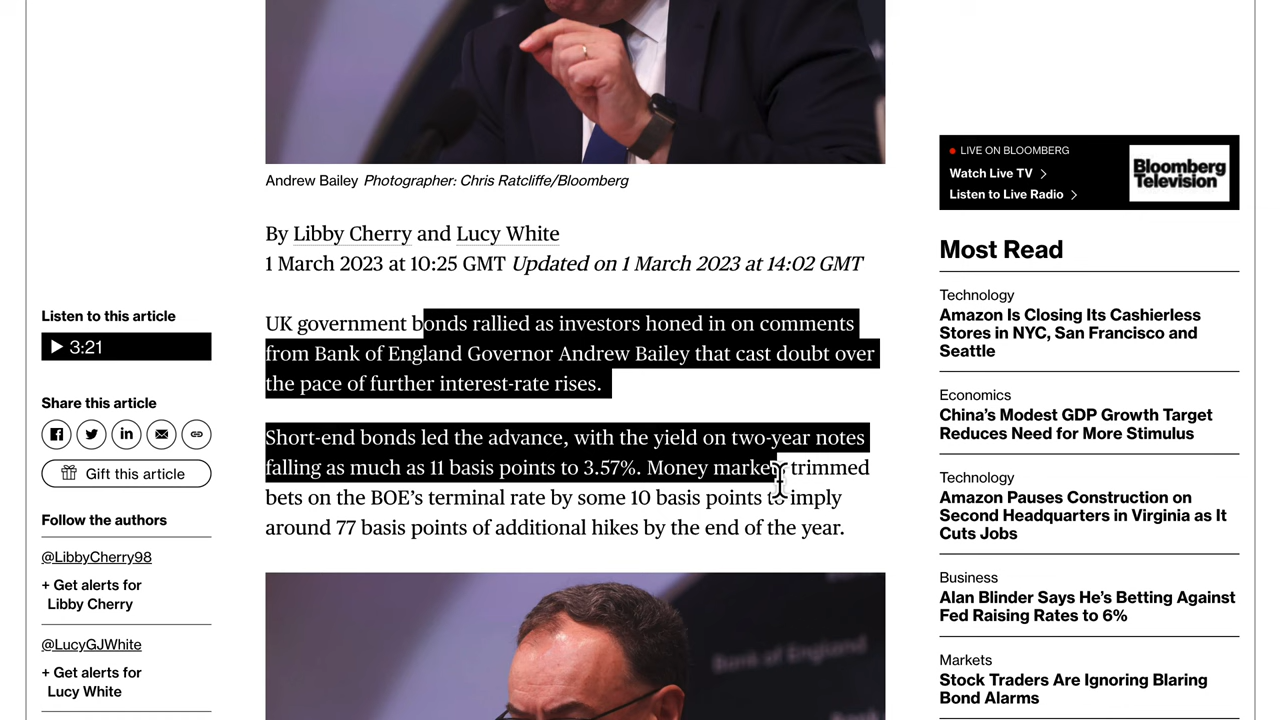 Andrew Bailey Photographer: Chris Ratcliffe/Bloomberg
By Libby Cherry and Lucy White
1 March 2023 at 10:25 GMT Updated on 1 March 2023 at 14:02 GMT
Listen to this article
3:21
Share this article
Gift this article
Follow the authors
@LibbyCherry98
+ Get alerts for
Libby Cherry
@LucyGJWhite
+ Get alerts for
Lucy White
UK government bonds rallied as investors honed in on comments
from Bank of England Governor Andrew Bailey that cast doubt over
the pace of further interest-rate rises.
Short-end bonds led the advance, with the yield on two-year notes
falling as much as 11 basis points to 3.57%. Money markets trimmed
bets on the BOE’s terminal rate by some 10 basis points to imply
around 77 basis points of additional hikes by the end of the year.
Bank of England
LIVE ON BLOOMBERG
Watch Live TV
Listen to Live Radio
Bloomberg
Television
Most Read
Technology
Amazon Is Closing Its Cashierless
Stores in NYC, San Francisco and
Seattle
Economics
China’s Modest GDP Growth Target
Reduces Need for More Stimulus
Technology
Amazon Pauses Construction on
Second Headquarters in Virginia as It
Cuts Jobs
Business
Alan Blinder Says He’s Betting Against
Fed Raising Rates to 6%
Markets
Stock Traders Are Ignoring Blaring
Bond Alarms